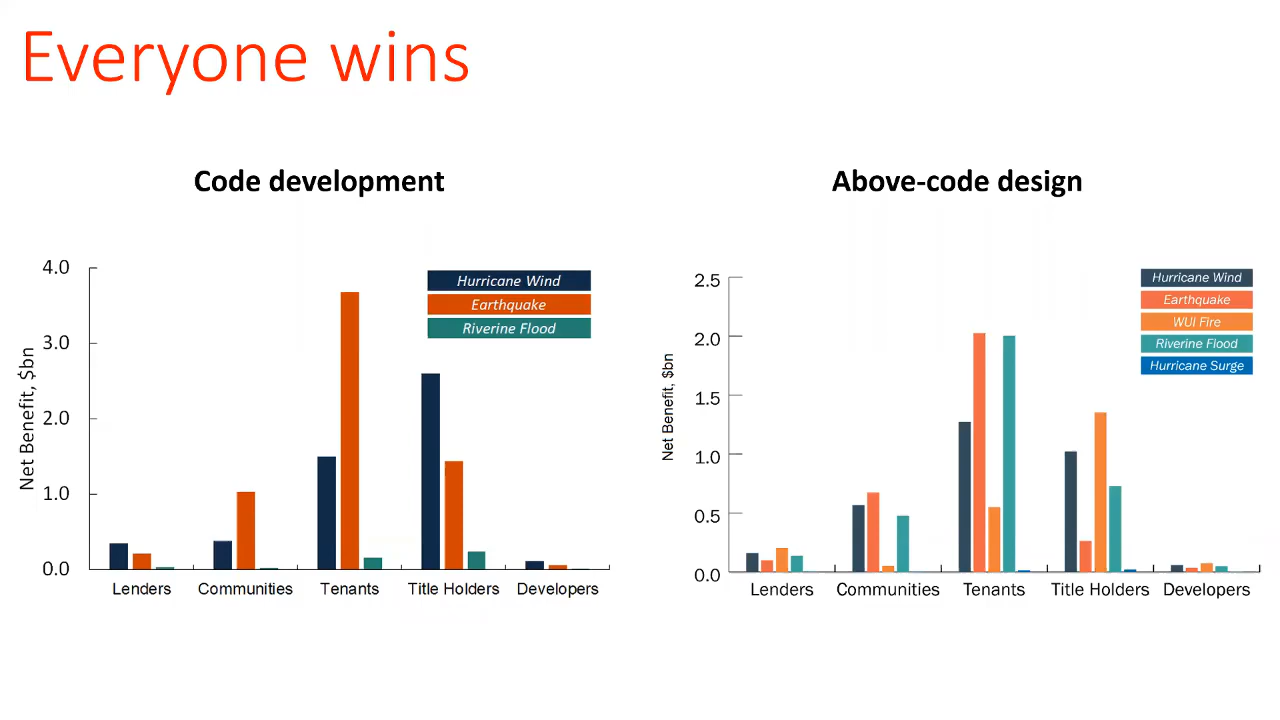 Everyone wins
Code development
4.0
3.0
2.0
1.0
0.0
Net Benefit, $bn
Hurricane Wind
Earthquake
Riverine Flood
Lenders Communities Tenants Title Holders Developers
Above-code design
2.5
2.0
1.5
1.0
0.5
0.0
Net Benefit, $bn
Hurricane Wind
Earthquake
WUI Fire
Riverine Flood
Hurricane Surge
Lenders Communities Tenants Title Holders Developers